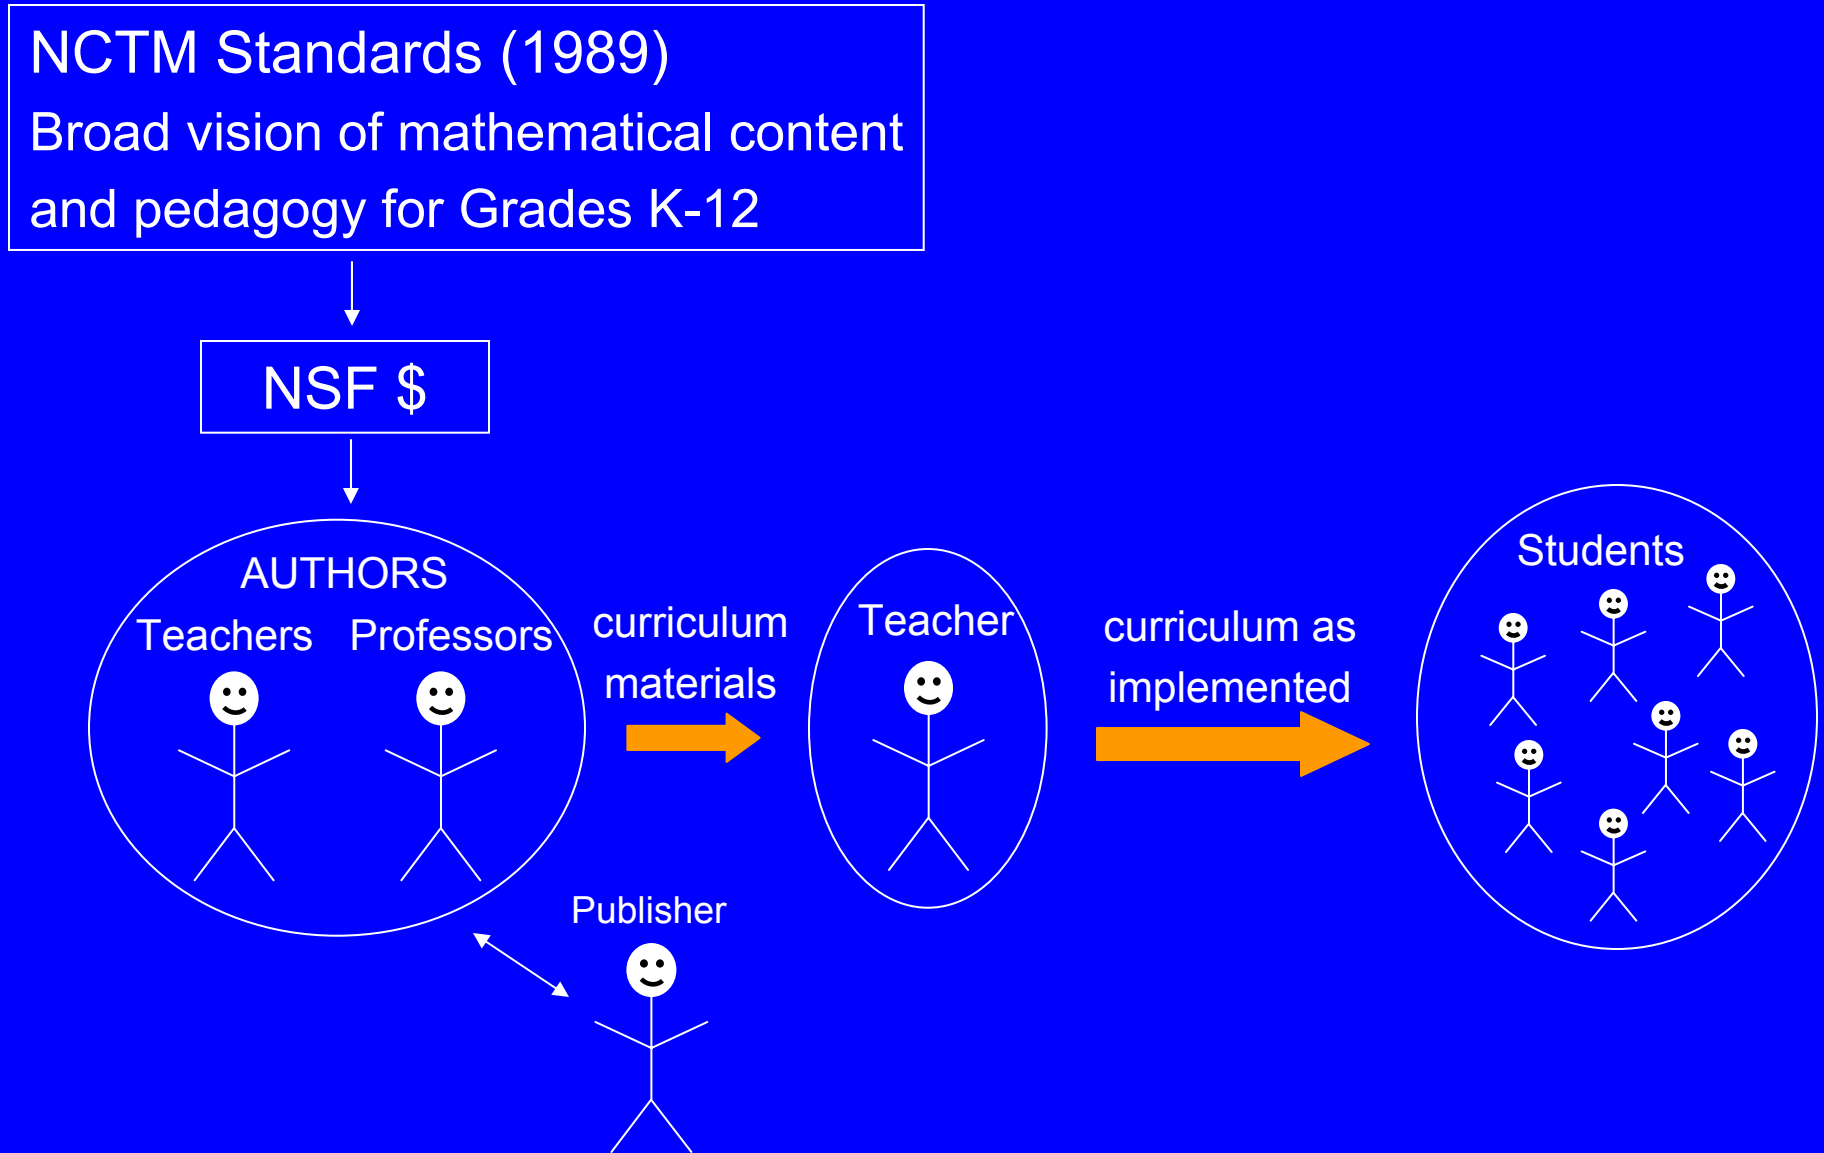 NCTM Standards (1989)
Broad vision of mathematical content
and pedagogy for Grades K-12
NSF $
AUTHORS
Teachers Professors
curriculum
materials
Teacher
curriculum as
implemented
Students
Publisher